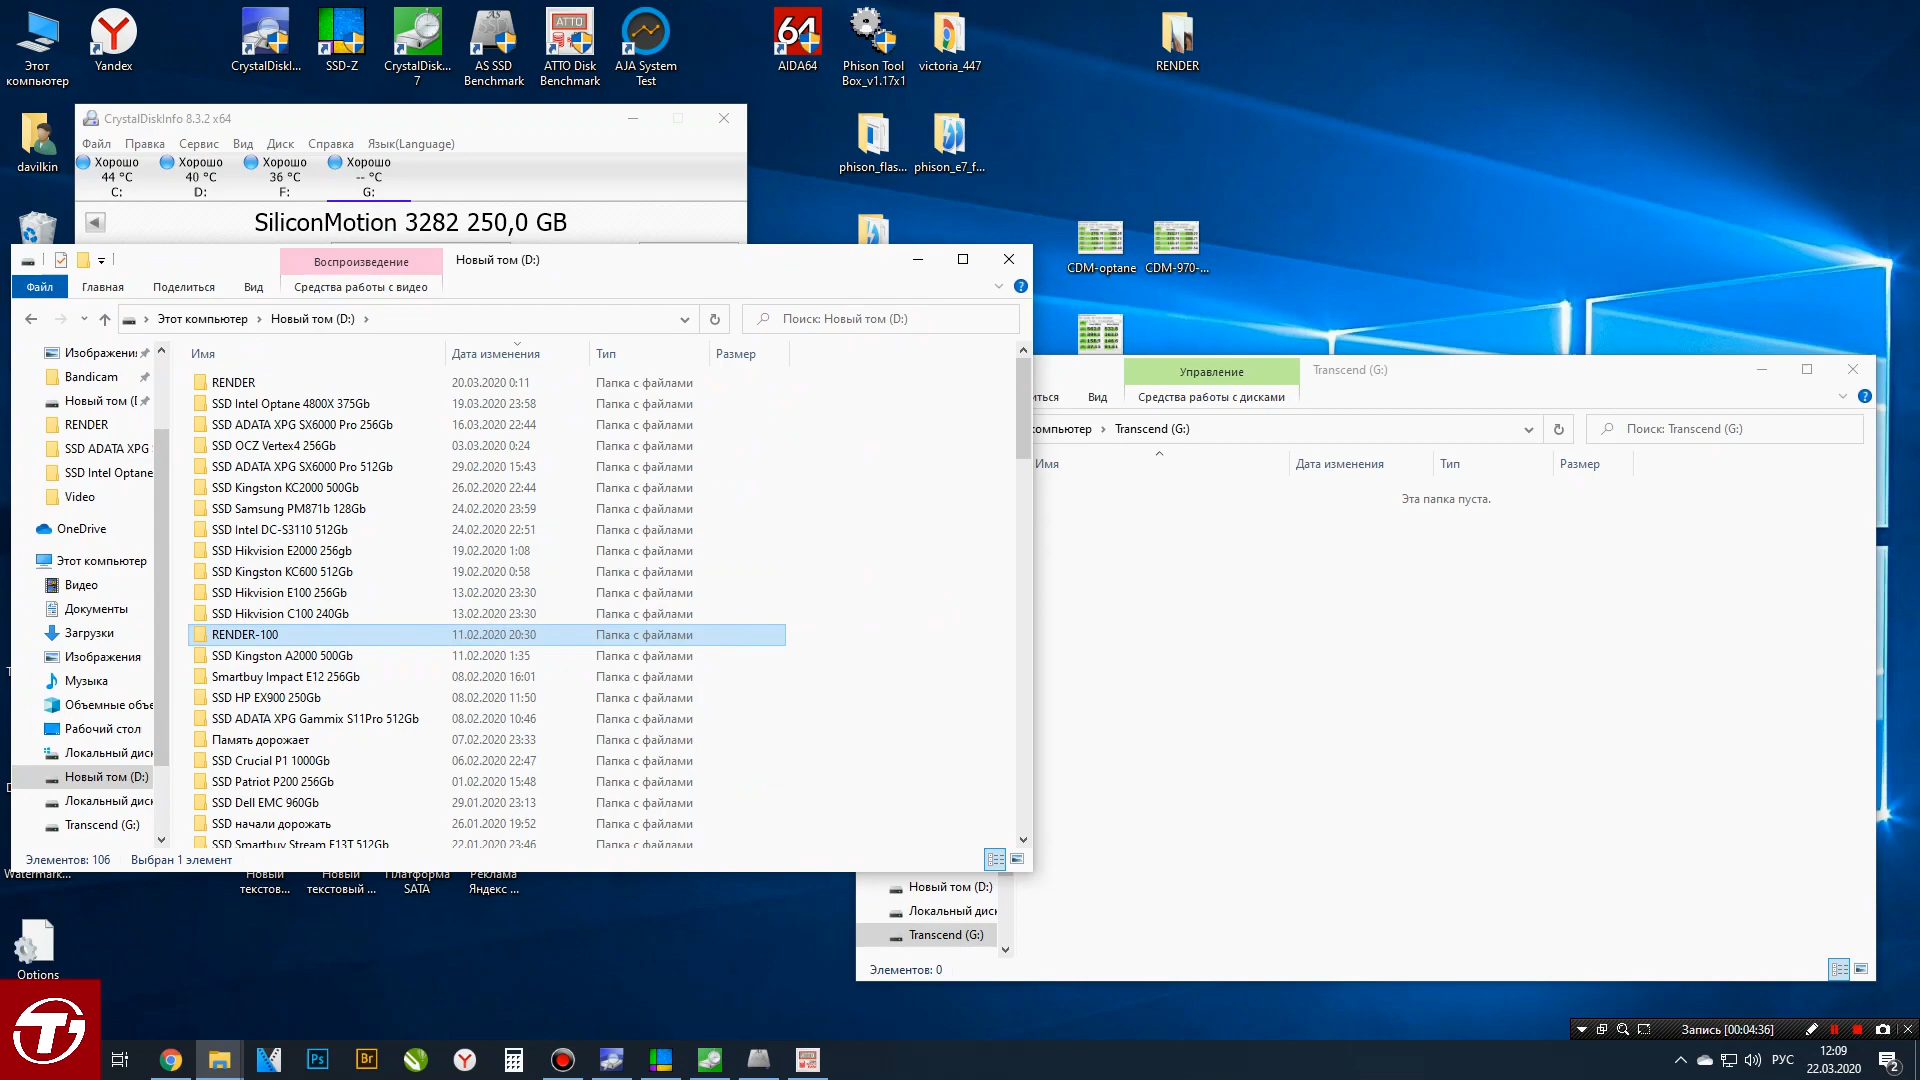 Этот компьютер
Yandex
CrystalDiskI...
SSD-Z
CrystalDisk... 7
AS SSD Benchmark
ATTO Disk Benchmark
AJA System Test
AIDA64
Phison Tool Box_v1.17x1
victoria_447
RENDER
davilkin
phison_flas...
phison_e7_f...
CDM-optane
CDM-970-...
CrystalDiskInfo 8.3.2 x64
Файл Правка Сервис Вид Диск Справка Язык(Language)
Хорошо Хорошо Хорошо Хорошо
44 °C 40 °C 36 °C -- °C
C: D: F: G:
SiliconMotion 3282 250,0 GB
Воспроизведение
Новый том (D:)
Файл Главная Поделиться Вид Средства работы с видео
Этот компьютер › Новый том (D:) ›
Поиск: Новый том (D:)
Изображени
Bandicam
Новый том (D
RENDER
SSD ADATA XPG
SSD Intel Optane
Video
OneDrive
Этот компьютер
Видео
Документы
Загрузки
Изображения
Музыка
Объемные объе
Рабочий стол
Локальный диск
Новый том (D:)
Локальный диск
Transcend (G:)
Имя Дата изменения Тип Размер
RENDER 20.03.2020 0:11 Папка с файлами
SSD Intel Optane 4800X 375Gb 19.03.2020 23:58 Папка с файлами
SSD ADATA XPG SX6000 Pro 256Gb 16.03.2020 22:44 Папка с файлами
SSD OCZ Vertex4 256Gb 03.03.2020 0:24 Папка с файлами
SSD ADATA XPG SX6000 Pro 512Gb 29.02.2020 15:43 Папка с файлами
SSD Kingston KC2000 500Gb 26.02.2020 22:44 Папка с файлами
SSD Samsung PM871b 128Gb 24.02.2020 23:59 Папка с файлами
SSD Intel DC-S3110 512Gb 24.02.2020 22:51 Папка с файлами
SSD Hikvision E2000 256gb 19.02.2020 1:08 Папка с файлами
SSD Kingston KC600 512Gb 19.02.2020 0:58 Папка с файлами
SSD Hikvision E100 256Gb 13.02.2020 23:30 Папка с файлами
SSD Hikvision C100 240Gb 13.02.2020 23:30 Папка с файлами
RENDER-100 11.02.2020 20:30 Папка с файлами
SSD Kingston A2000 500Gb 11.02.2020 1:35 Папка с файлами
Smartbuy Impact E12 256Gb 08.02.2020 16:01 Папка с файлами
SSD HP EX900 250Gb 08.02.2020 11:50 Папка с файлами
SSD ADATA XPG Gammix S11Pro 512Gb 08.02.2020 10:46 Папка с файлами
Память дорожает 07.02.2020 23:33 Папка с файлами
SSD Crucial P1 1000Gb 06.02.2020 22:47 Папка с файлами
SSD Patriot P200 256Gb 01.02.2020 15:48 Папка с файлами
SSD Dell EMC 960Gb 29.01.2020 23:13 Папка с файлами
SSD начали дорожать 26.01.2020 19:52 Папка с файлами
SSD Smartbuy Stream E13T 512Gb 22.01.2020 23:46 Папка с файлами
Элементов: 106 Выбран 1 элемент
Управление
Transcend (G:)
ться Вид Средства работы с дисками
компьютер › Transcend (G:)
Поиск: Transcend (G:)
Имя Дата изменения Тип Размер
Эта папка пуста.
Новый том (D:)
Локальный диск
Transcend (G:)
Элементов: 0
Watermark...
Новый текстов...
Новый текстовый ...
Платформа SATA
Реклама Яндекс ...
Options
Запись [00:04:36]
Ps
Br
РУС
12:09
22.03.2020
2